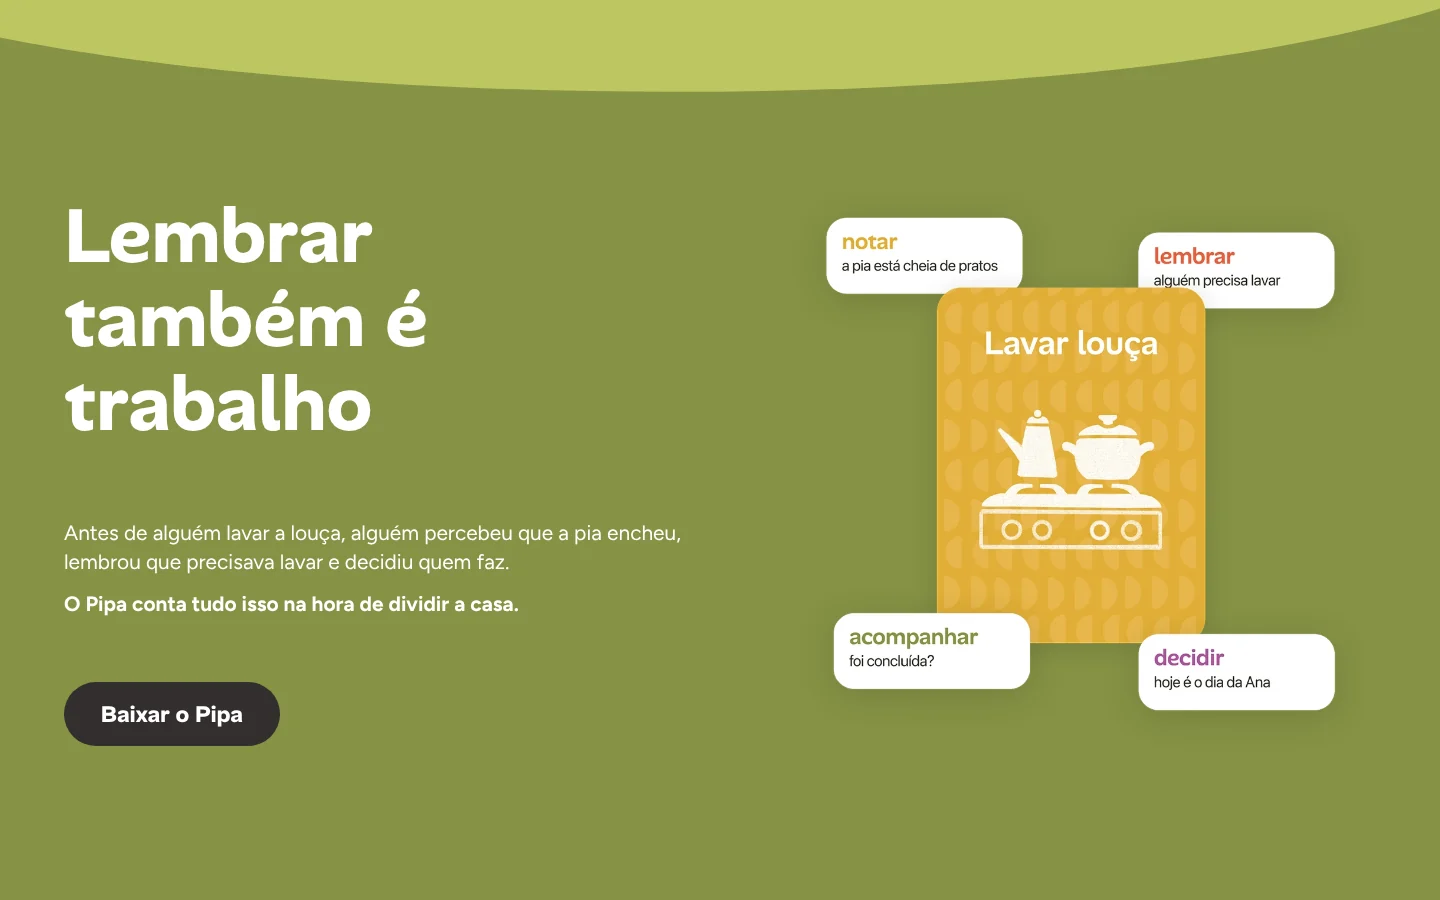 Lembrar
também é
trabalho
Antes de alguém lavar a louça, alguém percebeu que a pia encheu,
lembrou que precisava lavar e decidiu quem faz.
O Pipa conta tudo isso na hora de dividir a casa.
Baixar o Pipa
notar
a pia está cheia de pratos
lembrar
alguém precisa lavar
Lavar louça
acompanhar
foi concluída?
decidir
hoje é o dia da Ana